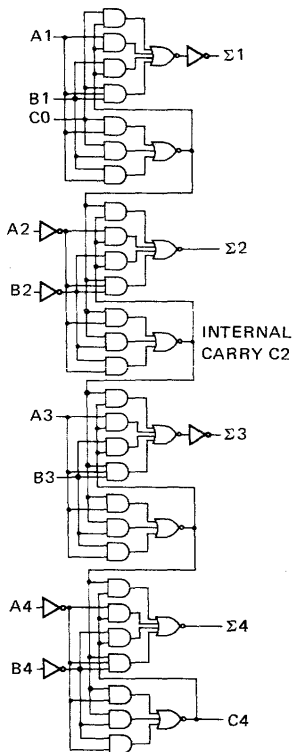 A1
Σ1
B1
C0
A2
Σ2
B2
INTERNAL
CARRY C2
A3
Σ3
B3
A4
Σ4
B4
C4